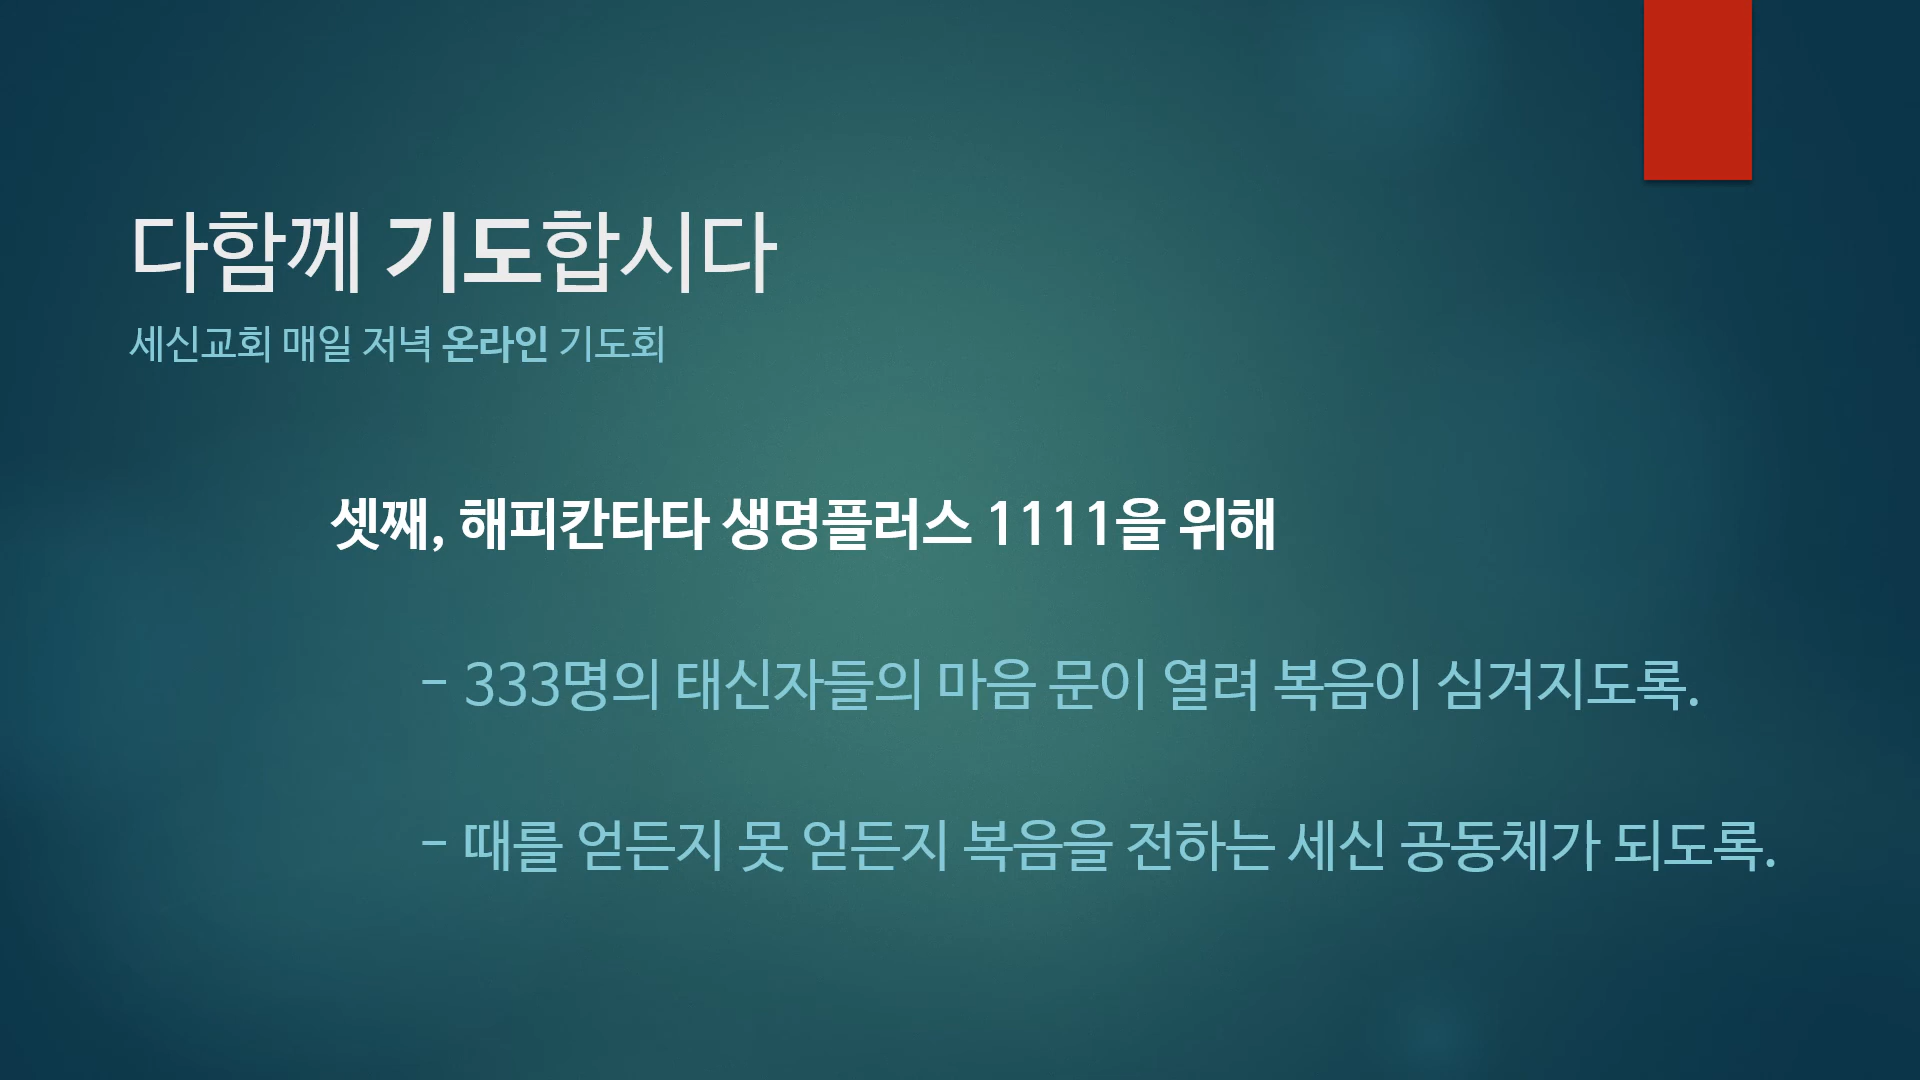 다함께 기도합시다
세신교회 매일 저녁 온라인 기도회
셋째, 해피칸타타 생명플러스 1111을 위해
- 333명의 태신자들의 마음 문이 열려 복음이 심겨지도록.
- 때를 얻든지 못 얻든지 복음을 전하는 세신 공동체가 되도록.